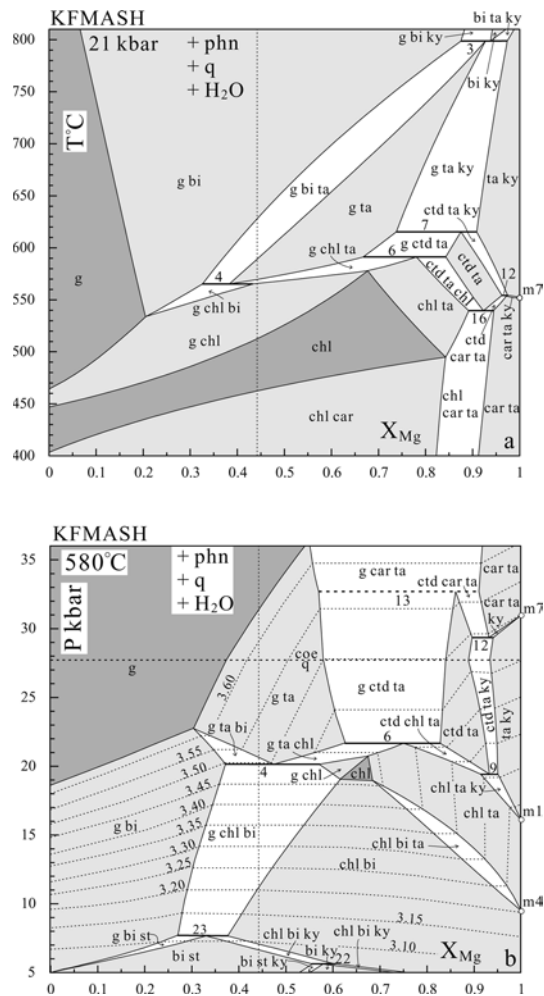 KFMASH
21 kbar + phn
+ q
+ H₂O
bi ta ky
g bi ky
3
bi ky
800
T°C
700
600
500
400
g bi
g bi ta
g ta ky
ta ky
g ta
7
ctd ta ky
g ctd ta
6
g chl ta
ctd ta
ctd ta chl
12
m7
4
g
g chl bi
g chl
chl
chl ta
16
ctd car ta
car ta ky
chl car
chl car ta
car ta
X_Mg
a
0 0.1 0.2 0.3 0.4 0.5 0.6 0.7 0.8 0.9 1
KFMASH
580°C + phn
+ q
+ H₂O
P kbar
35
30
25
20
15
10
5
g car ta
ctd car ta
car ta
13
m7
ky
12
g
coe
q
3.60
g ta
g ctd ta
ctd ta ky
ta ky
g ta bi
g ta chl
6
ctd chl ta
ctd ta
3.55
4
g chl
chl
9
chl ta ky
m1
3.50
3.45
3.40
3.35
3.30
3.25
3.20
g bi
g chl bi
chl ta
chl bi
chl bi ta
m4
3.15
3.10
23
g bi st
bi st
bi st ky
chl bi ky
bi ky
22
chl bi ky
X_Mg
b
0 0.1 0.2 0.3 0.4 0.5 0.6 0.7 0.8 0.9 1